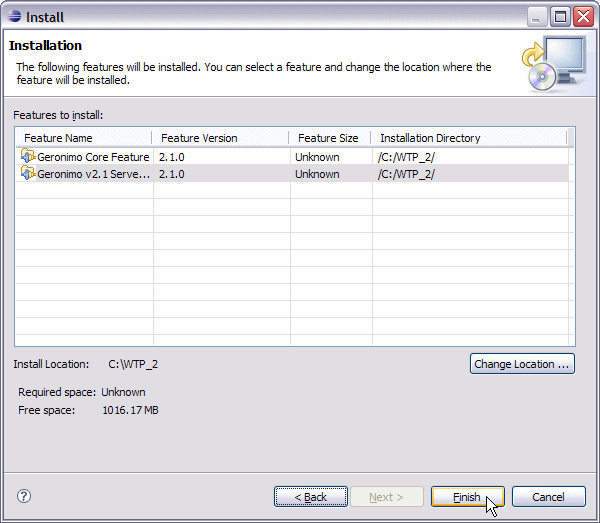 Install
Installation
The following features will be installed. You can select a feature and change the location where the
feature will be installed.
Features to install:
Feature Name Feature Version Feature Size Installation Directory
Geronimo Core Feature 2.1.0 Unknown /C:/WTP_2/
Geronimo v2.1 Serve... 2.1.0 Unknown /C:/WTP_2/
Install Location: C:\WTP_2 Change Location ...
Required space: Unknown
Free space: 1016.17 MB
? < Back Next > Finish Cancel